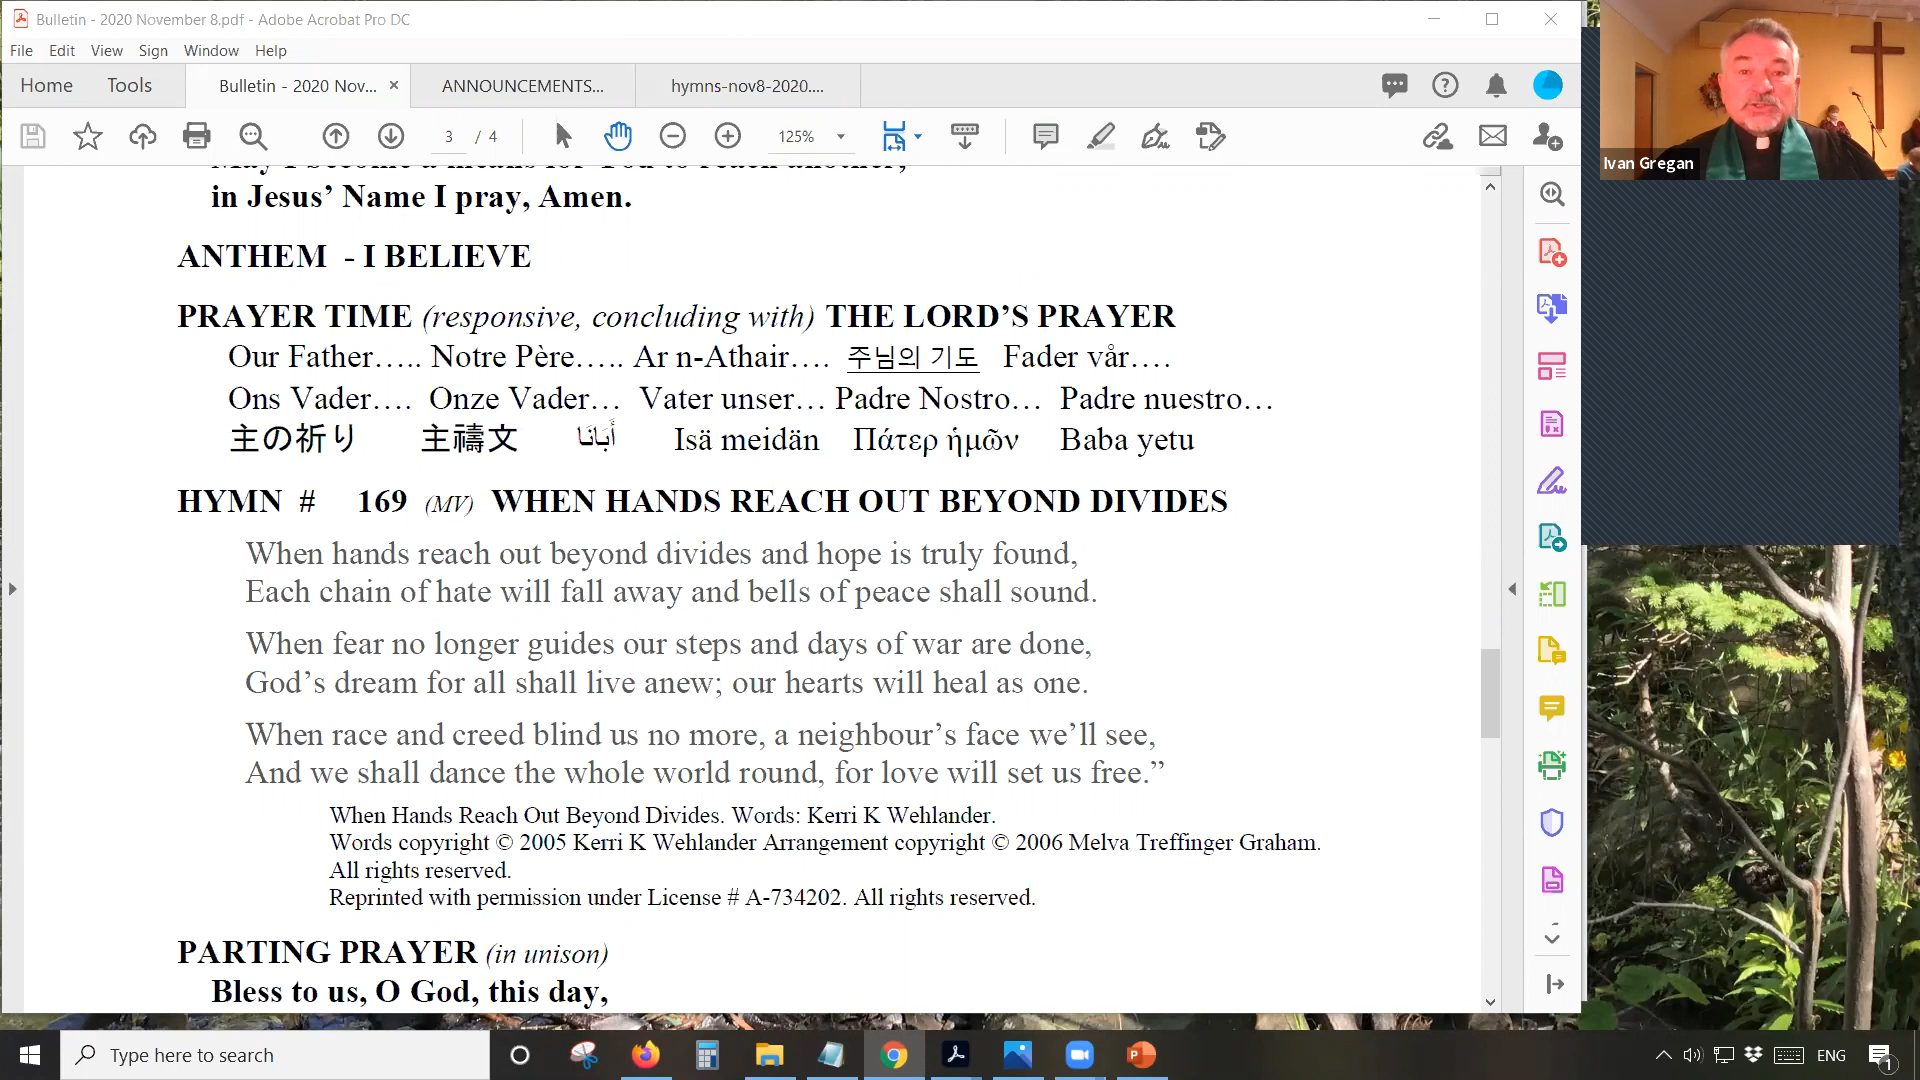 Bulletin - 2020 November 8.pdf - Adobe Acrobat Pro DC
File Edit View Sign Window Help
Home Tools Bulletin - 2020 Nov... × ANNOUNCEMENTS... hymns-nov8-2020....
3 / 4 125%
May I become a means for You to reach another,
in Jesus’ Name I pray, Amen.
ANTHEM - I BELIEVE
PRAYER TIME (responsive, concluding with) THE LORD’S PRAYER
Our Father….. Notre Père….. Ar n-Athair…. 주님의 기도 Fader vår….
Ons Vader…. Onze Vader… Vater unser… Padre Nostro… Padre nuestro…
主の祈り 主禱文 أَبَانَا Isä meidän Πάτερ ἡμῶν Baba yetu
HYMN # 169 (MV) WHEN HANDS REACH OUT BEYOND DIVIDES
When hands reach out beyond divides and hope is truly found,
Each chain of hate will fall away and bells of peace shall sound.
When fear no longer guides our steps and days of war are done,
God’s dream for all shall live anew; our hearts will heal as one.
When race and creed blind us no more, a neighbour’s face we’ll see,
And we shall dance the whole world round, for love will set us free.”
When Hands Reach Out Beyond Divides. Words: Kerri K Wehlander.
Words copyright © 2005 Kerri K Wehlander Arrangement copyright © 2006 Melva Treffinger Graham.
All rights reserved.
Reprinted with permission under License # A-734202. All rights reserved.
PARTING PRAYER (in unison)
Bless to us, O God, this day,
Ivan Gregan
Type here to search
ENG
1